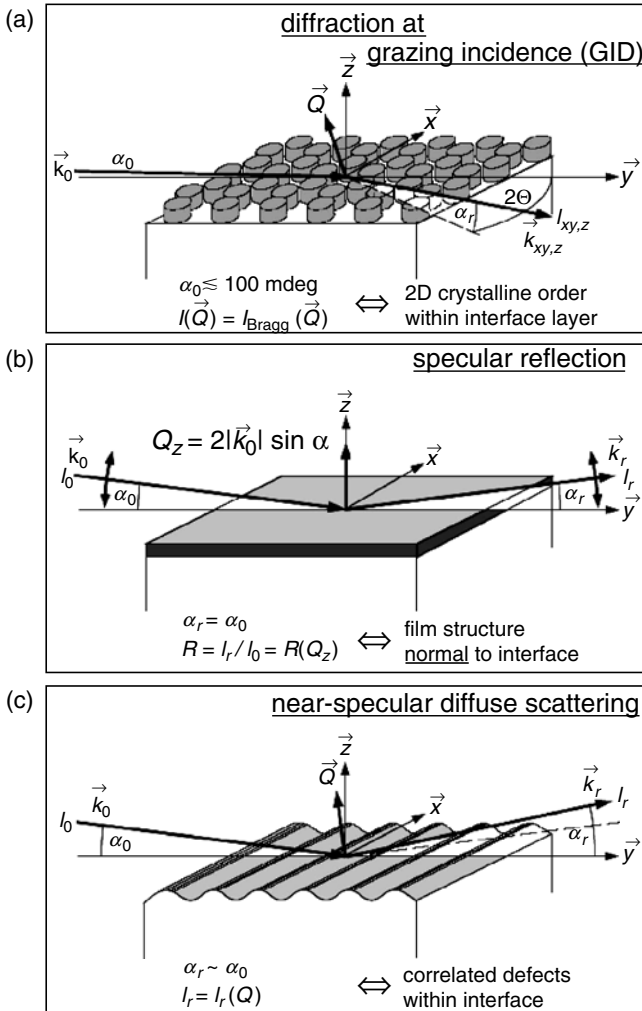 (a)
diffraction at
grazing incidence (GID)
z
Q
x
k0
α0
y
αr
2Θ
Ixy,z
kxy,z
α0 ≲ 100 mdeg
I(Q) = IBragg (Q)
⇔
2D crystalline order
within interface layer
(b)
specular reflection
z
Qz = 2|k0| sin α
k0
I0
α0
x
kr
Ir
αr
y
αr = α0
R = Ir / I0 = R(Qz)
⇔
film structure
normal to interface
(c)
near-specular diffuse scattering
z
Q
k0
I0
α0
x
kr
Ir
αr
y
αr ~ α0
Ir = Ir (Q)
⇔
correlated defects
within interface